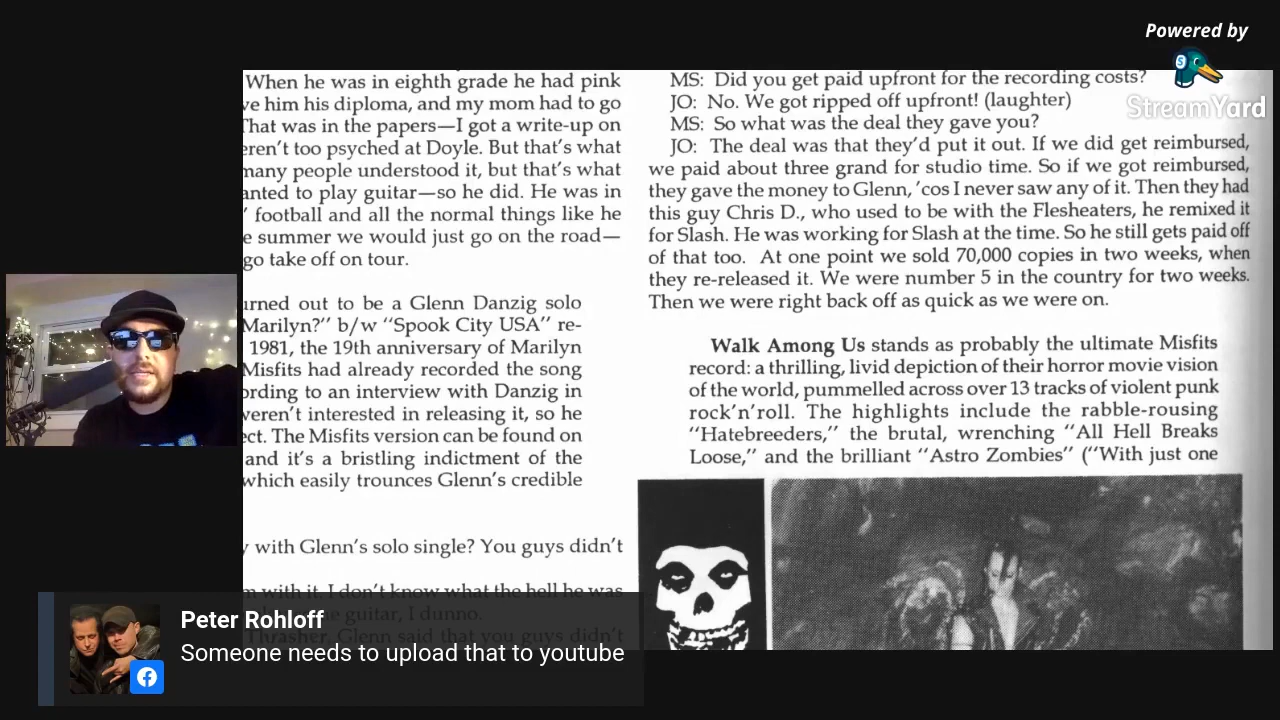 Powered by
StreamYard
When he was in eighth grade he had pink
ve him his diploma, and my mom had to go
That was in the papers—I got a write-up on
eren't too psyched at Doyle. But that's what
many people understood it, but that's what
anted to play guitar—so he did. He was in
' football and all the normal things like he
e summer we would just go on the road—
go take off on tour.
urned out to be a Glenn Danzig solo
Marilyn?" b/w "Spook City USA" re-
1981, the 19th anniversary of Marilyn
Misfits had already recorded the song
ording to an interview with Danzig in
weren't interested in releasing it, so he
ect. The Misfits version can be found on
and it's a bristling indictment of the
which easily trounces Glenn's credible
y with Glenn's solo single? You guys didn't
m with it. I don't know what the hell he was
guitar, I dunno.
Thrasher, Glenn said that you guys didn't
MS: Did you get paid upfront for the recording costs?
JO: No. We got ripped off upfront! (laughter)
MS: So what was the deal they gave you?
JO: The deal was that they'd put it out. If we did get reimbursed,
we paid about three grand for studio time. So if we got reimbursed,
they gave the money to Glenn, 'cos I never saw any of it. Then they had
this guy Chris D., who used to be with the Flesheaters, he remixed it
for Slash. He was working for Slash at the time. So he still gets paid off
of that too. At one point we sold 70,000 copies in two weeks, when
they re-released it. We were number 5 in the country for two weeks.
Then we were right back off as quick as we were on.
Walk Among Us stands as probably the ultimate Misfits
record: a thrilling, livid depiction of their horror movie vision
of the world, pummelled across over 13 tracks of violent punk
rock'n'roll. The highlights include the rabble-rousing
"Hatebreeders," the brutal, wrenching "All Hell Breaks
Loose," and the brilliant "Astro Zombies" ("With just one
Peter Rohloff
Someone needs to upload that to youtube